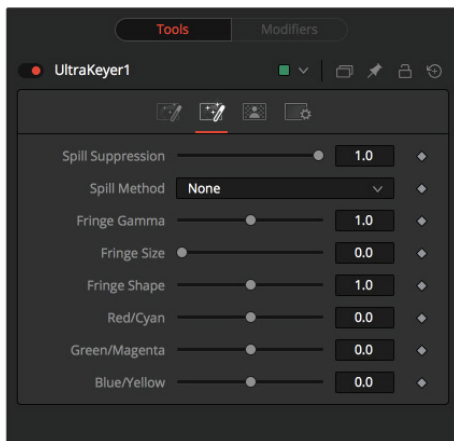 Tools Modifiers
UltraKeyer1
Spill Suppression 1.0
Spill Method None
Fringe Gamma 1.0
Fringe Size 0.0
Fringe Shape 1.0
Red/Cyan 0.0
Green/Magenta 0.0
Blue/Yellow 0.0